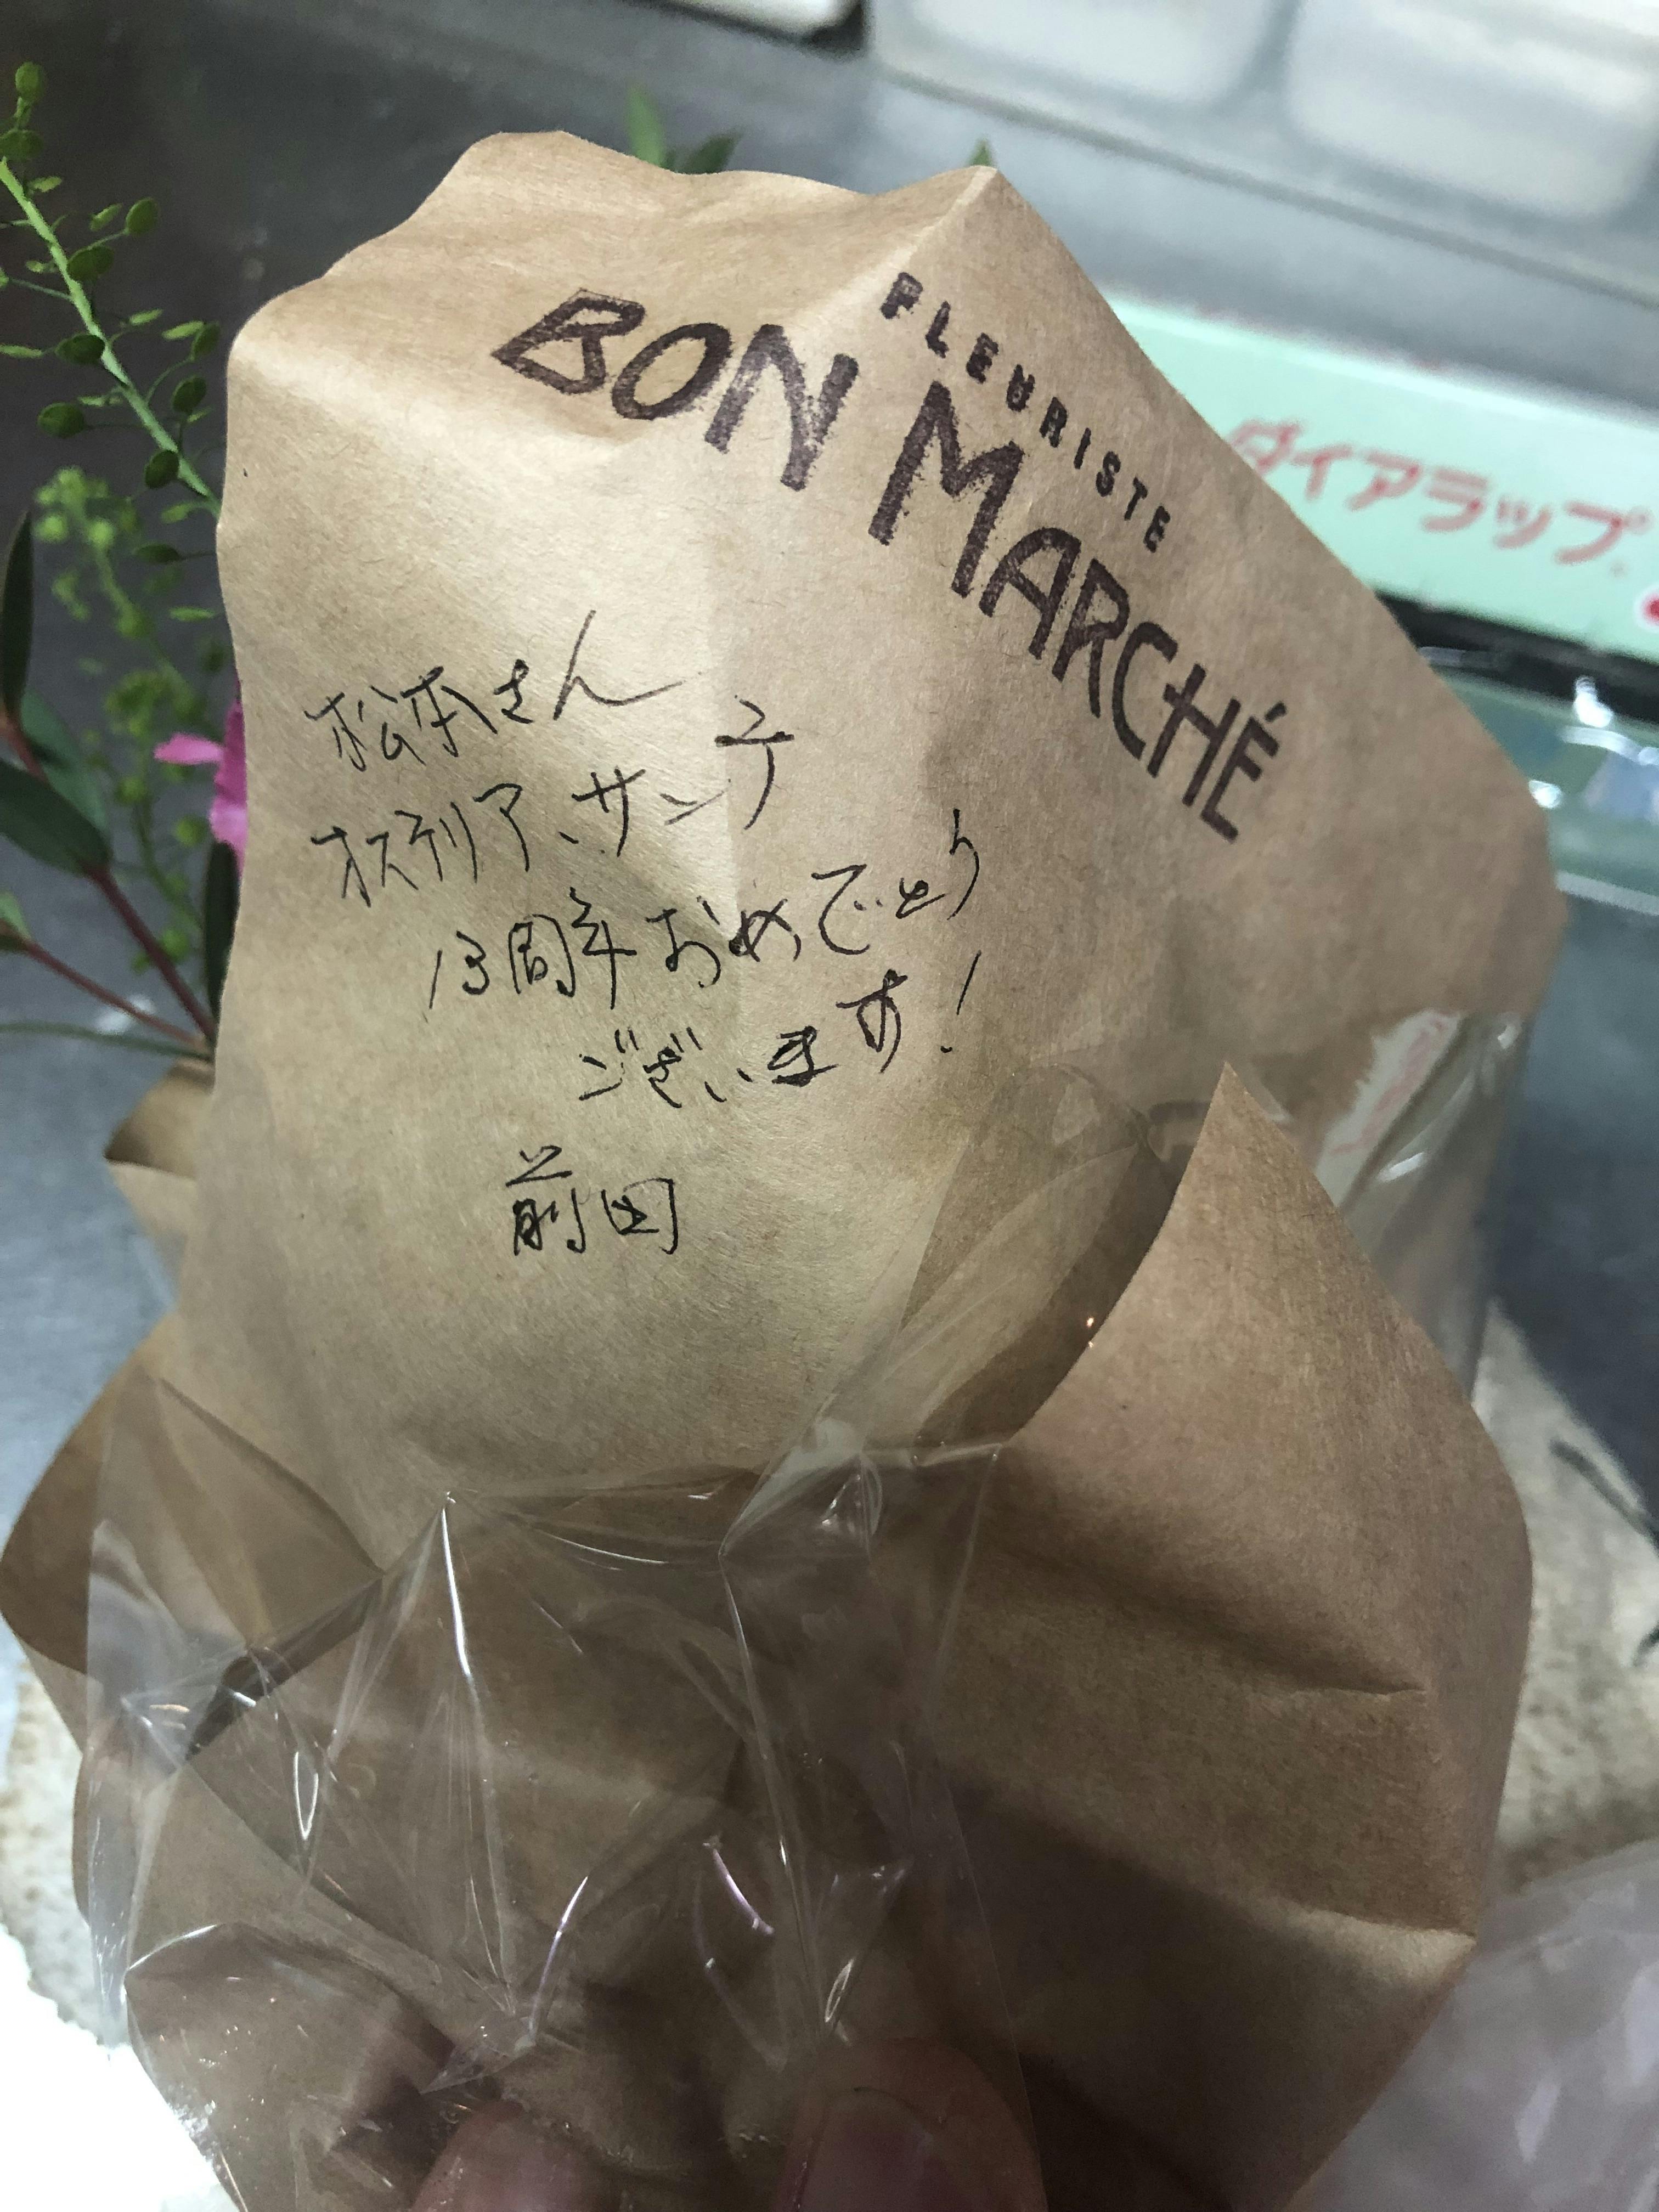 FLEURISTE
BON MARCHÉ
ダイアラップ
松本さん
オステリア、サンテ
13周年おめでとう
ございます!
前田